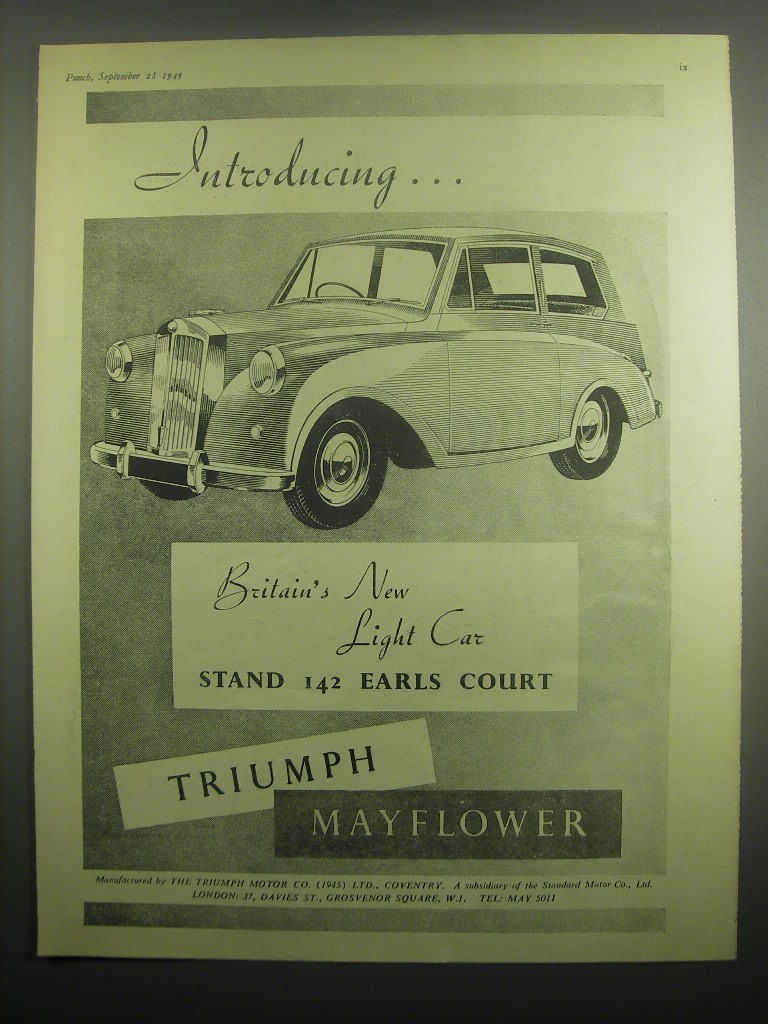 Punch, September 28 1949
ix
Introducing...
Britain's New
Light Car
STAND 142 EARLS COURT
TRIUMPH
MAYFLOWER
Manufactured by THE TRIUMPH MOTOR CO. (1945) LTD., COVENTRY. A subsidiary of the Standard Motor Co., Ltd.
LONDON: 37, DAVIES ST., GROSVENOR SQUARE, W.1. TEL: MAY 5011